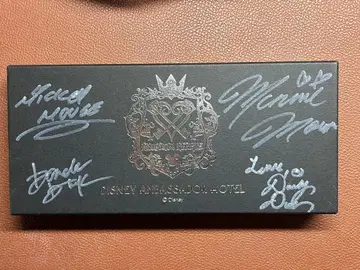 MICKEY
MOUSE
Minnie
Mouse
Donald
Duck
Love
Daisy
Duck
DISNEY AMBASSADOR HOTEL
© Disney